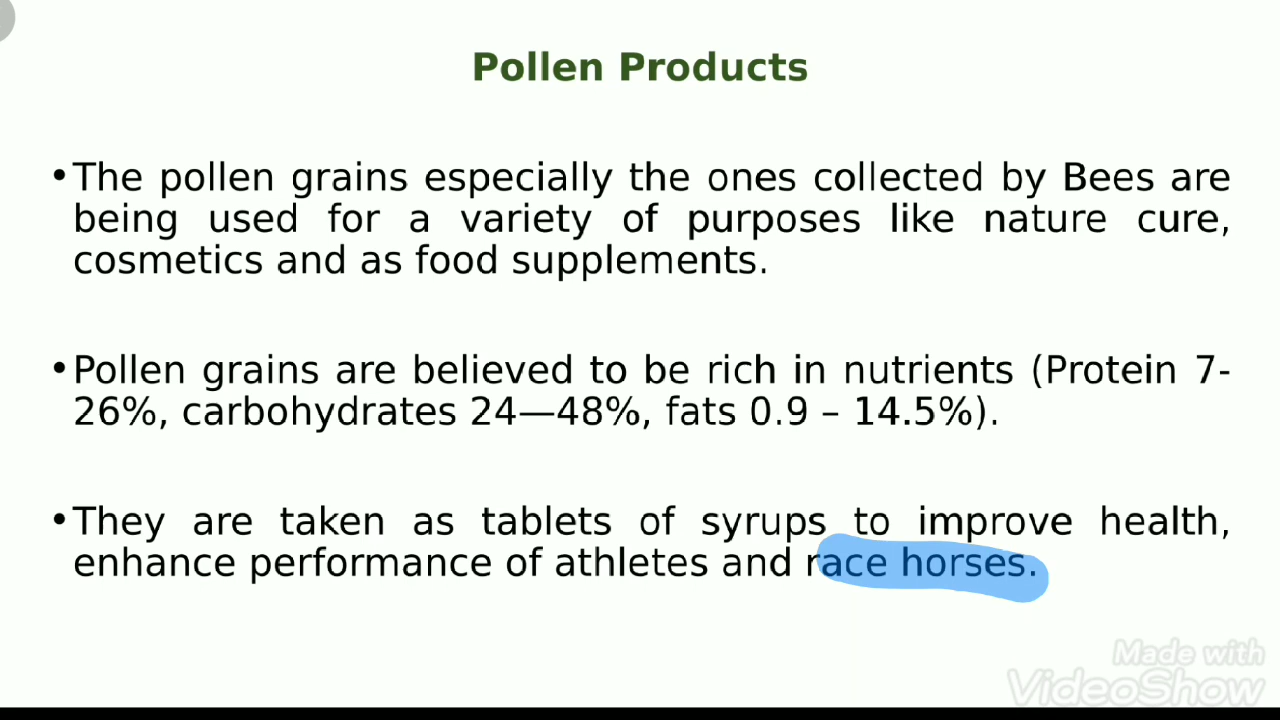 Pollen Products
•The pollen grains especially the ones collected by Bees are
being used for a variety of purposes like nature cure,
cosmetics and as food supplements.
•Pollen grains are believed to be rich in nutrients (Protein 7-
26%, carbohydrates 24—48%, fats 0.9 – 14.5%).
•They are taken as tablets of syrups to improve health,
enhance performance of athletes and race horses.
Made with
VideoShow